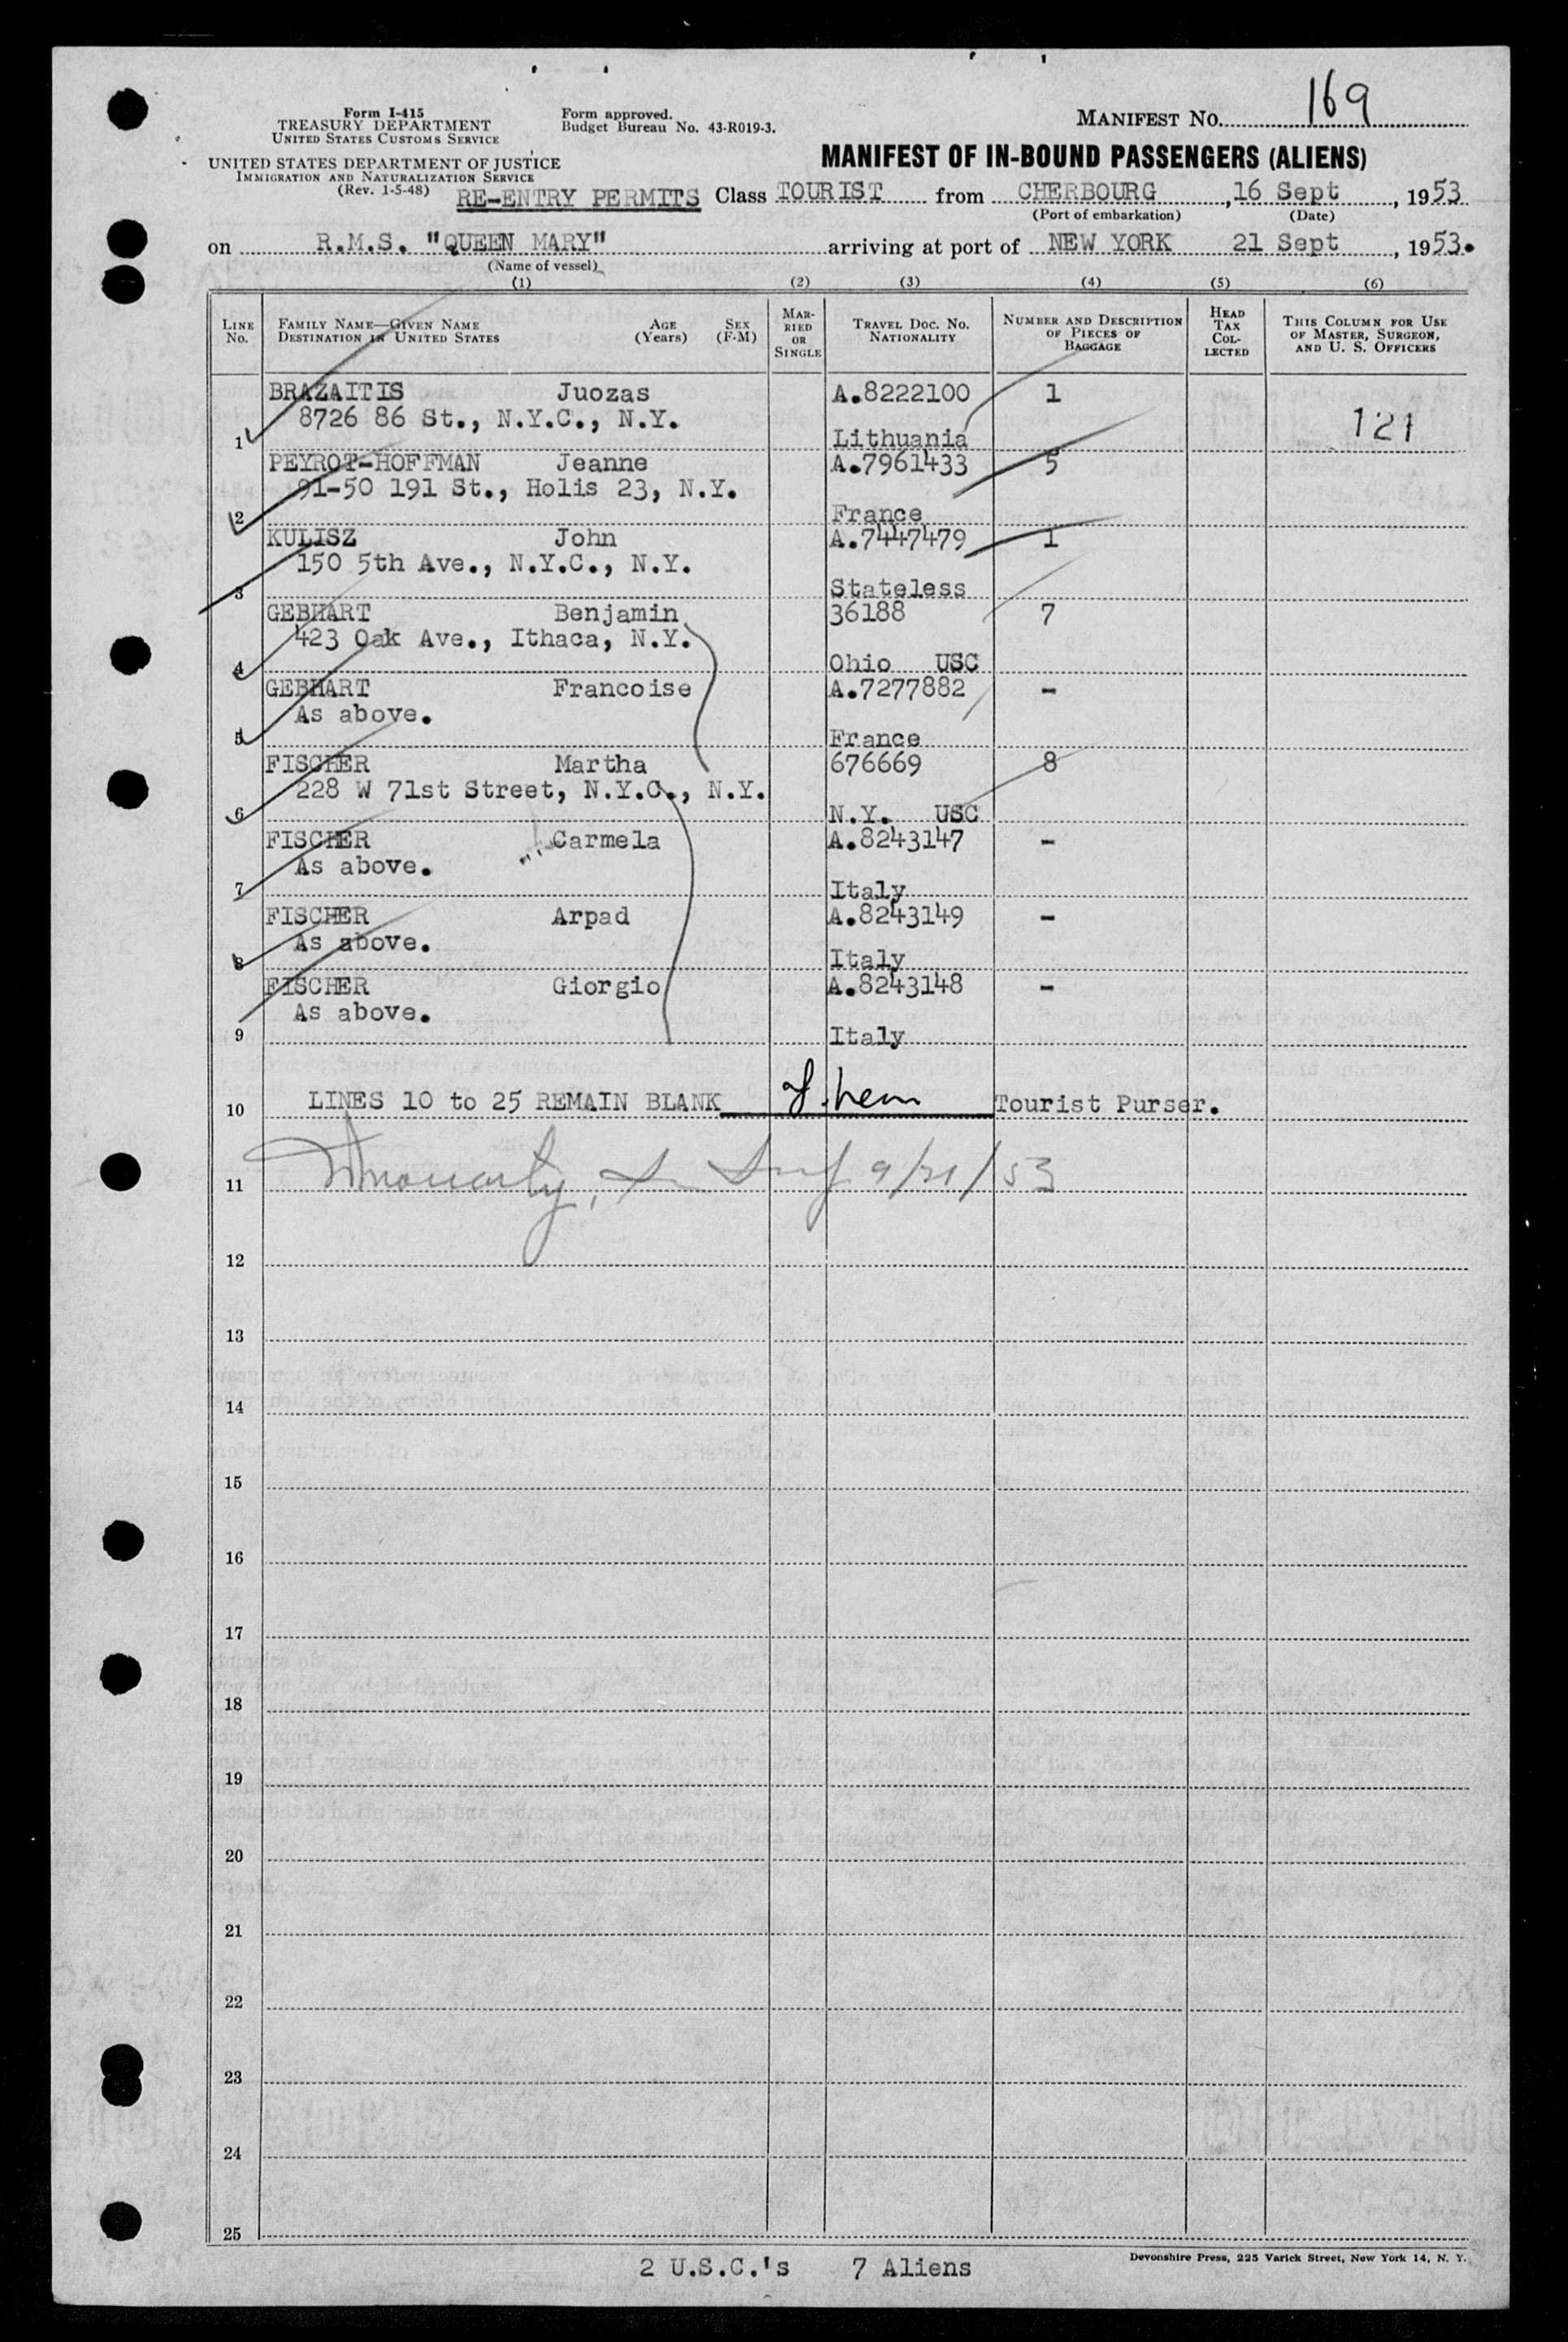 Form I-415
TREASURY DEPARTMENT
UNITED STATES CUSTOMS SERVICE
Form approved.
Budget Bureau No. 43-R019-3.
MANIFEST NO. 169
UNITED STATES DEPARTMENT OF JUSTICE
IMMIGRATION AND NATURALIZATION SERVICE
(Rev. 1-5-48)
MANIFEST OF IN-BOUND PASSENGERS (ALIENS)
RE-ENTRY PERMITS Class TOURIST from CHERBOURG, 16 Sept, 1953
(Port of embarkation) (Date)
on R.M.S. "QUEEN MARY" arriving at port of NEW YORK 21 Sept, 1953.
(Name of vessel)
(1) (2) (3) (4) (5) (6)
LINE No. FAMILY NAME—GIVEN NAME DESTINATION IN UNITED STATES AGE (Years) SEX (F-M) MARRIED OR SINGLE TRAVEL DOC. NO. NATIONALITY NUMBER AND DESCRIPTION OF PIECES OF BAGGAGE HEAD TAX COLLECTED THIS COLUMN FOR USE OF MASTER, SURGEON, AND U. S. OFFICERS
BRAZAITIS Juozas A.8222100 1
8726 86 St., N.Y.C., N.Y. 121
1 Lithuania
PEYROT-HOFFMAN Jeanne A.7961433 5
91-50 191 St., Holis 23, N.Y.
2 France
KULISZ John A.7447479 1
150 5th Ave., N.Y.C., N.Y.
3 Stateless
GEBHART Benjamin 36188 7
423 Oak Ave., Ithaca, N.Y.
4 Ohio USC
GEBHART Francoise A.7277882 -
As above.
5 France
FISCHER Martha 676669 8
228 W 71st Street, N.Y.C., N.Y.
6 N.Y. USC
FISCHER Carmela A.8243147 -
As above.
7 Italy
FISCHER Arpad A.8243149 -
As above.
8 Italy
FISCHER Giorgio A.8243148 -
As above.
9 Italy
10 LINES 10 to 25 REMAIN BLANK Tourist Purser.
11 9/21/53
12
13
14
15
16
17
18
19
20
21
22
23
24
25
Devonshire Press, 225 Varick Street, New York 14, N. Y.
2 U.S.C.'s 7 Aliens